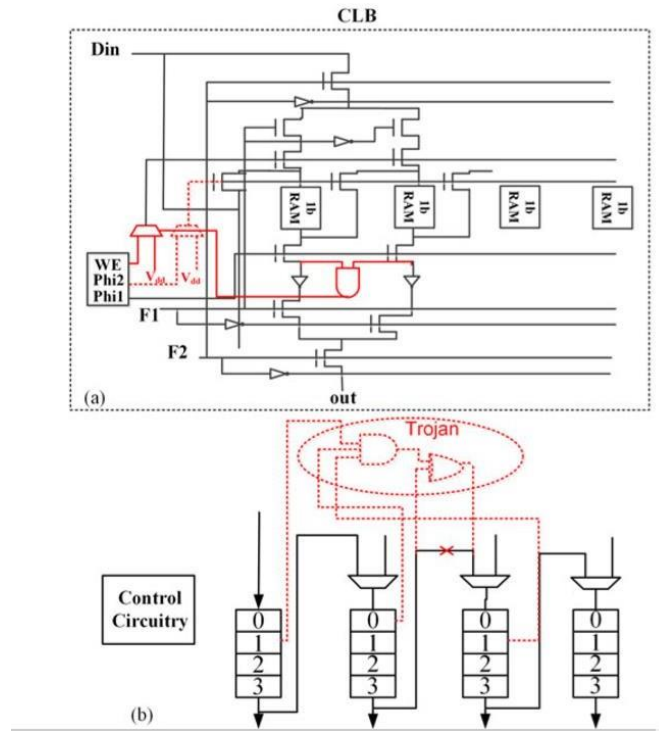 CLB
Din
1b
RAM
1b
RAM
1b
RAM
1b
RAM
WE
Phi2
Phi1
Vdd
Vdd
F1
F2
(a)
out
Trojan
Control
Circuitry
0
1
2
3
0
1
2
3
0
1
2
3
0
1
2
3
(b)